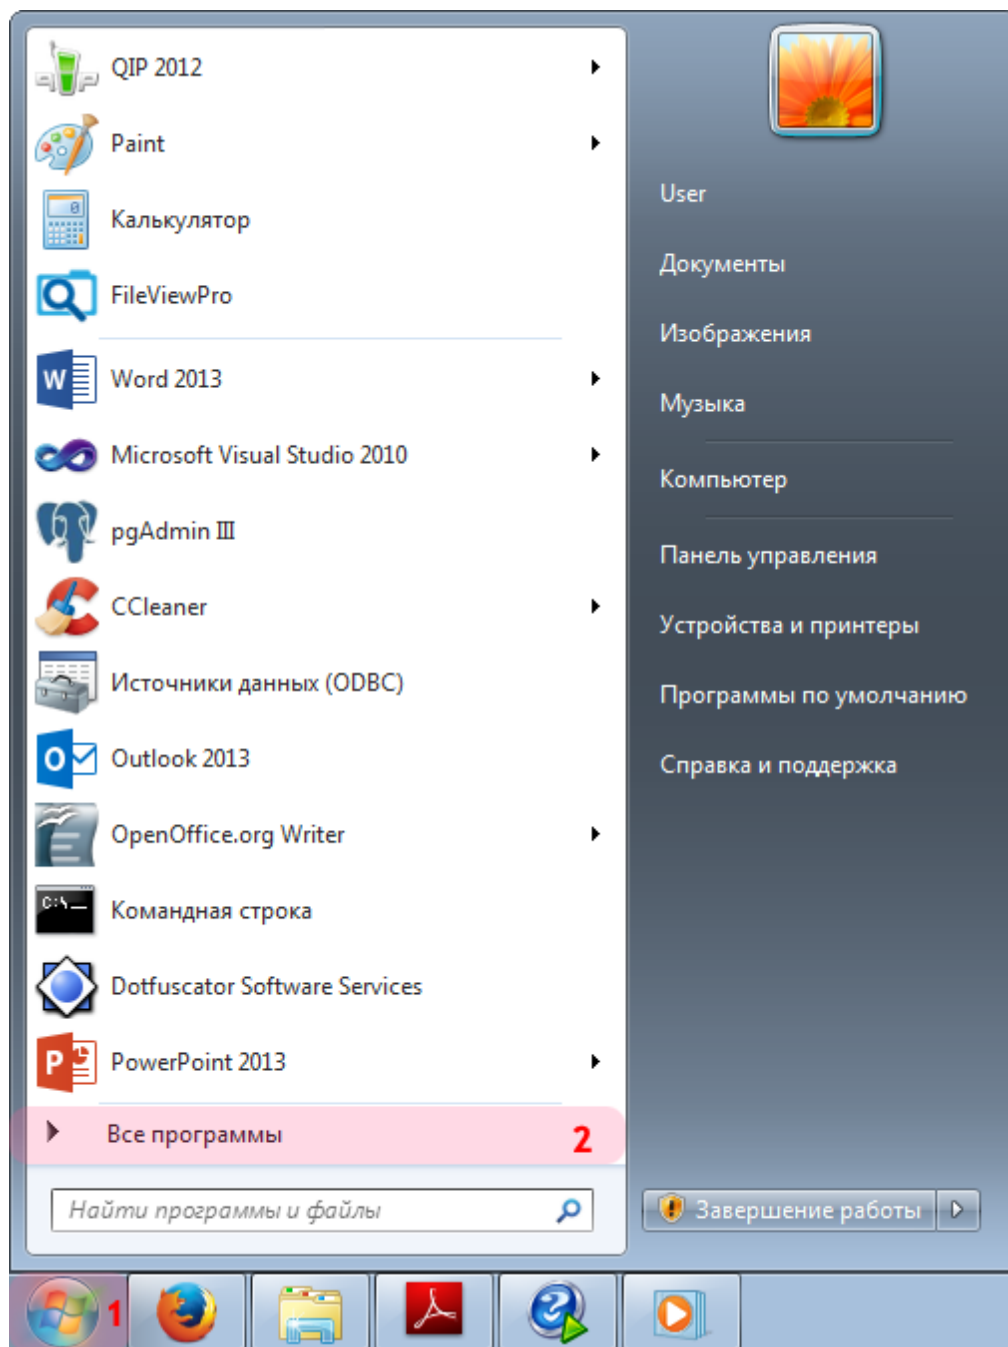 QIP 2012
Paint
Калькулятор
FileViewPro
Word 2013
Microsoft Visual Studio 2010
pgAdmin III
CCleaner
Источники данных (ODBC)
Outlook 2013
OpenOffice.org Writer
C:\_
Командная строка
Dotfuscator Software Services
PowerPoint 2013
Все программы 2
Найти программы и файлы
User
Документы
Изображения
Музыка
Компьютер
Панель управления
Устройства и принтеры
Программы по умолчанию
Справка и поддержка
Завершение работы
1